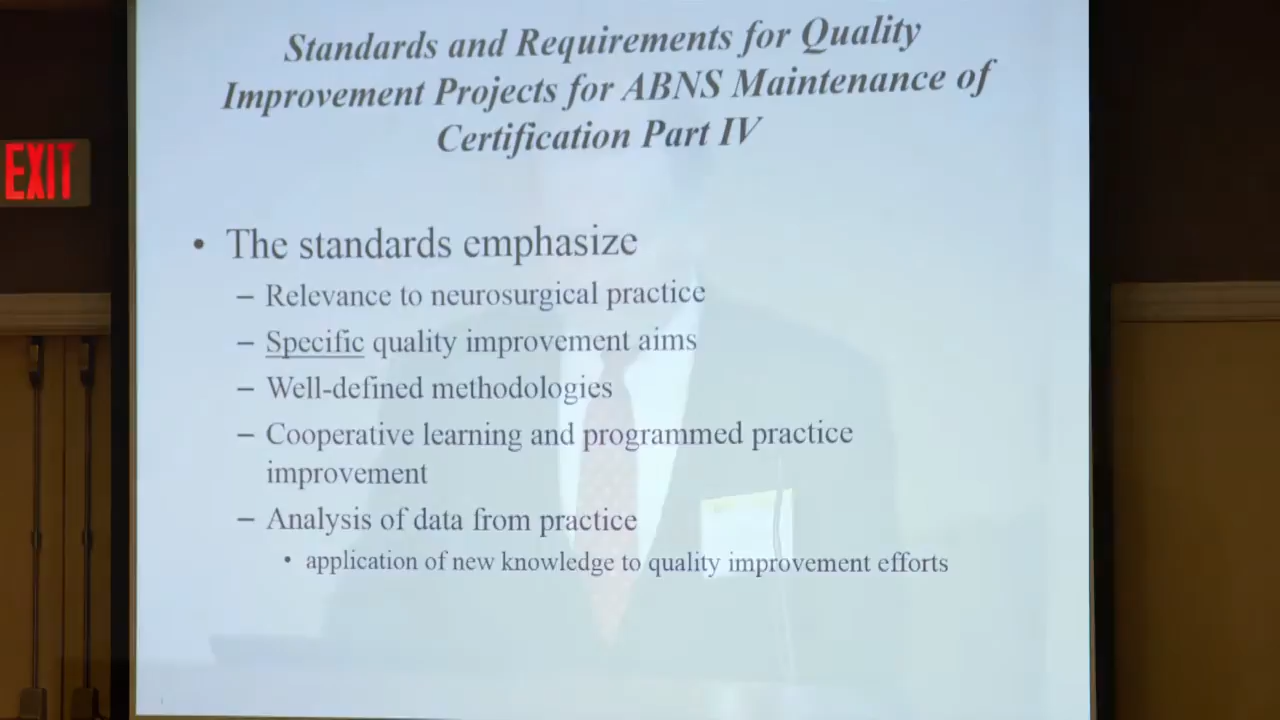 Standards and Requirements for Quality
Improvement Projects for ABNS Maintenance of
Certification Part IV
EXIT
• The standards emphasize
– Relevance to neurosurgical practice
– Specific quality improvement aims
– Well-defined methodologies
– Cooperative learning and programmed practice
improvement
– Analysis of data from practice
• application of new knowledge to quality improvement efforts